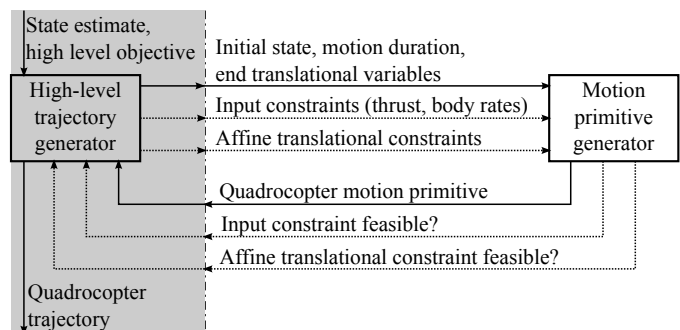 State estimate,
high level objective
Initial state, motion duration,
end translational variables
High-level
trajectory
generator
Input constraints (thrust, body rates)
Affine translational constraints
Motion
primitive
generator
Quadrocopter motion primitive
Input constraint feasible?
Affine translational constraint feasible?
Quadrocopter
trajectory